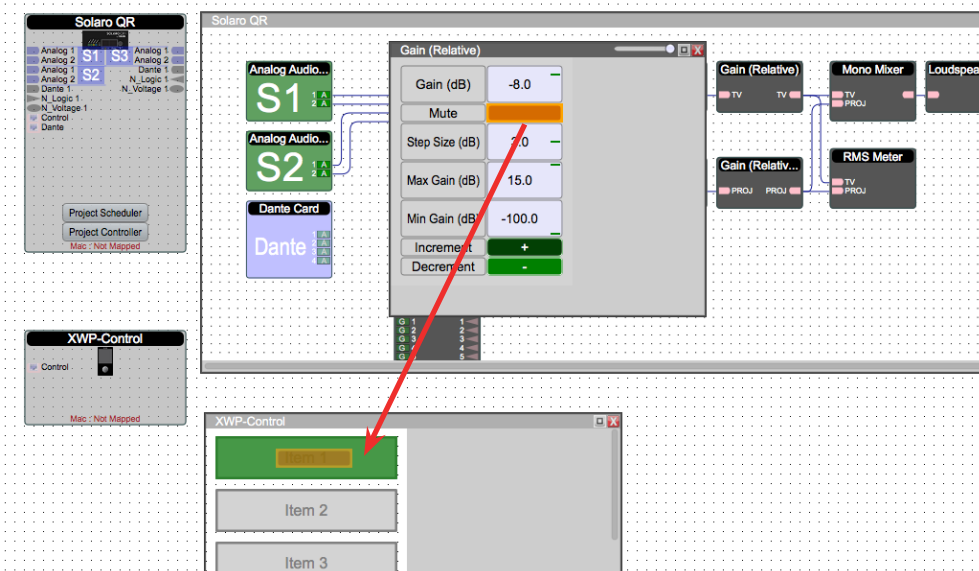 Solaro QR
Analog 1
Analog 2
Analog 1
Analog 2
Dante 1
N_Logic 1
N_Voltage 1
Control
Dante
S1
S3
S2
Analog 1
Analog 2
Dante 1
N_Logic 1
N_Voltage 1
Project Scheduler
Project Controller
Mac : Not Mapped
XWP-Control
Control
Mac : Not Mapped
Solaro QR
Analog Audio...
S1
1 A
2 A
Analog Audio...
S2
1 A
2 A
Dante Card
Dante
1 A
2 A
3 A
4 A
Gain (Relative)
X
Gain (dB) -8.0
Mute
Step Size (dB)
Max Gain (dB) 15.0
Min Gain (dB) -100.0
Increment +
Decrement -
G 1 1
G 2 2
G 3 3
G 4 4
G 5
Gain (Relative)
TV TV
Mono Mixer
TV
PROJ
Loudspea
Gain (Relativ...
PROJ PROJ
RMS Meter
TV
PROJ
XWP-Control
X
Item 1
Item 2
Item 3